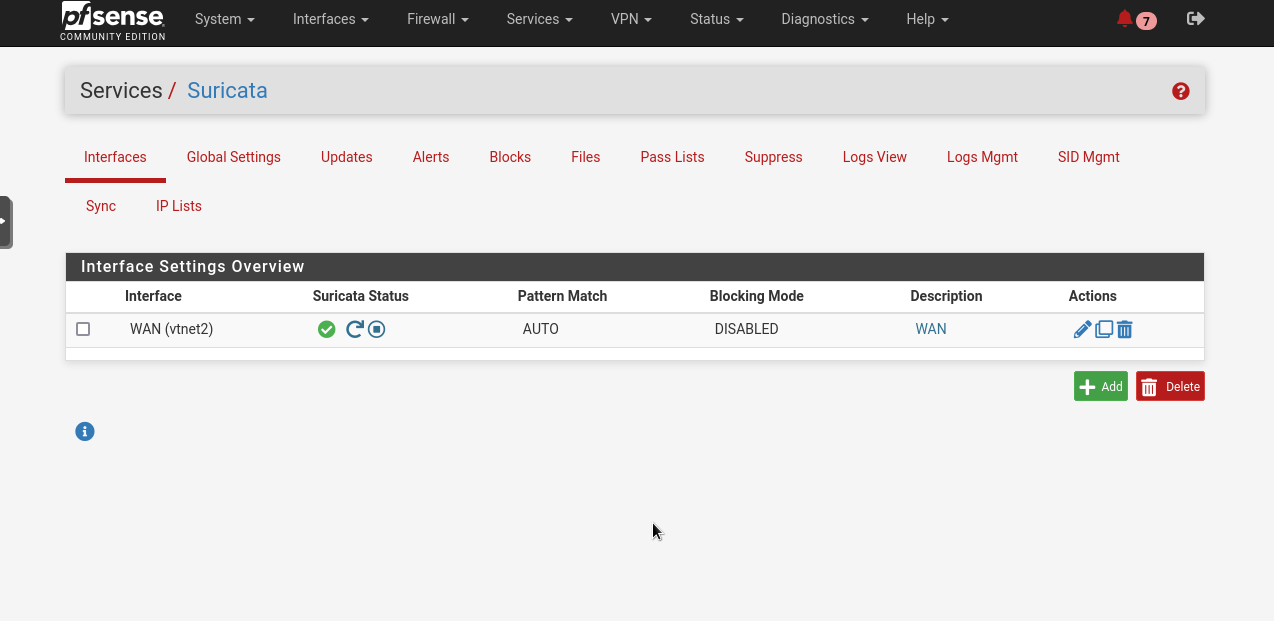 pfsense System Interfaces Firewall Services VPN Status Diagnostics Help 7
COMMUNITY EDITION
Services / Suricata ?
Interfaces Global Settings Updates Alerts Blocks Files Pass Lists Suppress Logs View Logs Mgmt SID Mgmt
Sync IP Lists
Interface Settings Overview
Interface Suricata Status Pattern Match Blocking Mode Description Actions
WAN (vtnet2) AUTO DISABLED WAN
Add Delete